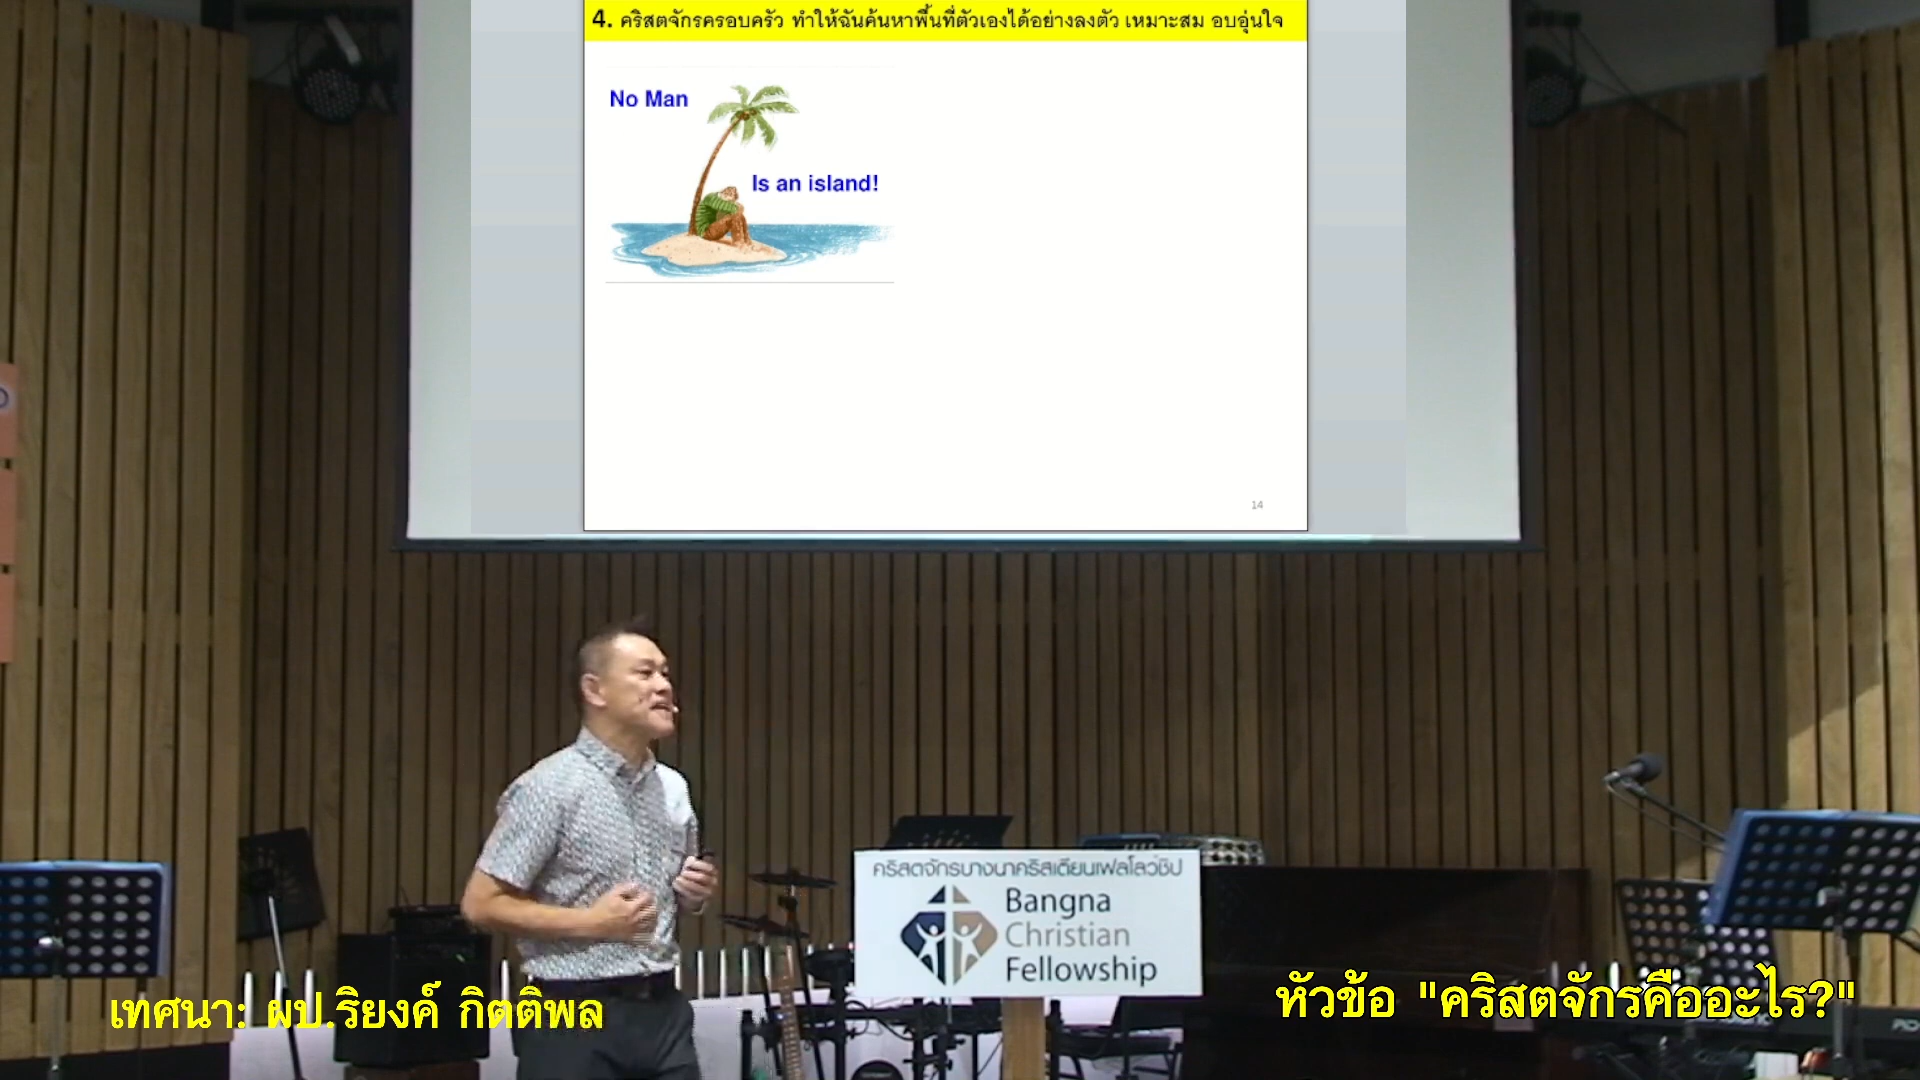 4. คริสตจักรครอบครัว ทำให้ฉันค้นหาพื้นที่ตัวเองได้อย่างลงตัว เหมาะสม อบอุ่นใจ
No Man
Is an island!
14
คริสตจักรบางนาคริสเตียนเฟลโลว์ชิป
Bangna
Christian
Fellowship
เทศนา: ผป.ริยงค์ กิตติพล
หัวข้อ "คริสตจักรคืออะไร?"